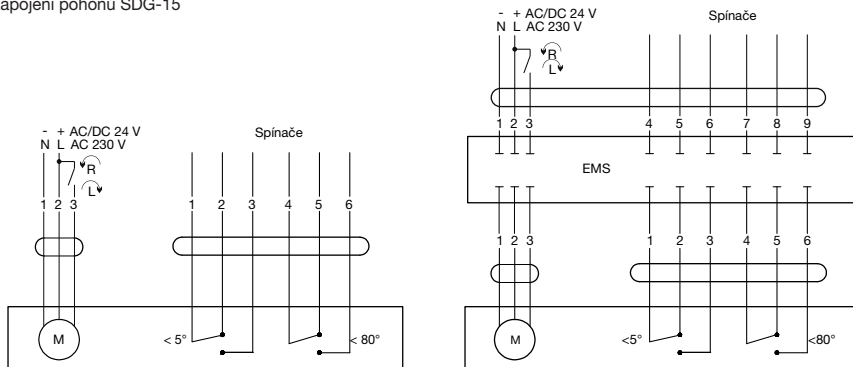 apojení pohonu SDG-15
- + AC/DC 24 V
N L AC 230 V
R
L
Spínače
1 2 3
1 2 3 4 5 6
M
< 5°
< 80°
- + AC/DC 24 V
N L AC 230 V
R
L
Spínače
1 2 3 4 5 6 7 8 9
EMS
1 2 3 1 2 3 4 5 6
M
<5°
<80°